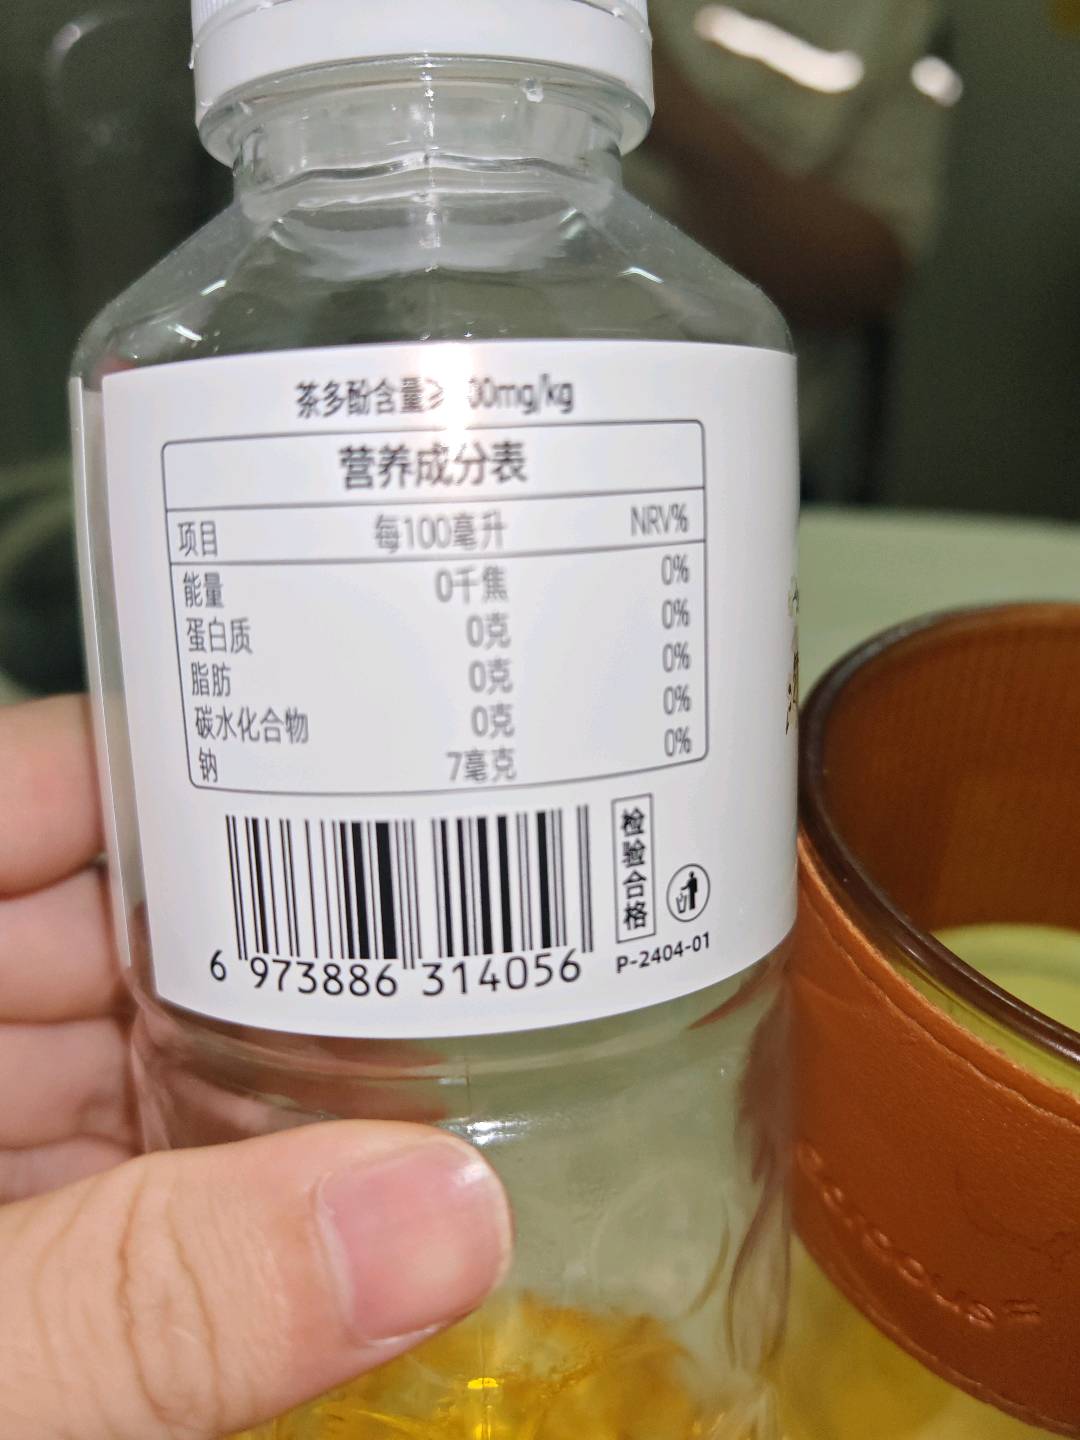 茶多酚含量≥ 00mg/kg
营养成分表
项目 每100毫升 NRV%
能量 0千焦 0%
蛋白质 0克 0%
脂肪 0克 0%
碳水化合物 0克 0%
钠 7毫克 0%
检验合格
6 973886 314056
P-2404-01